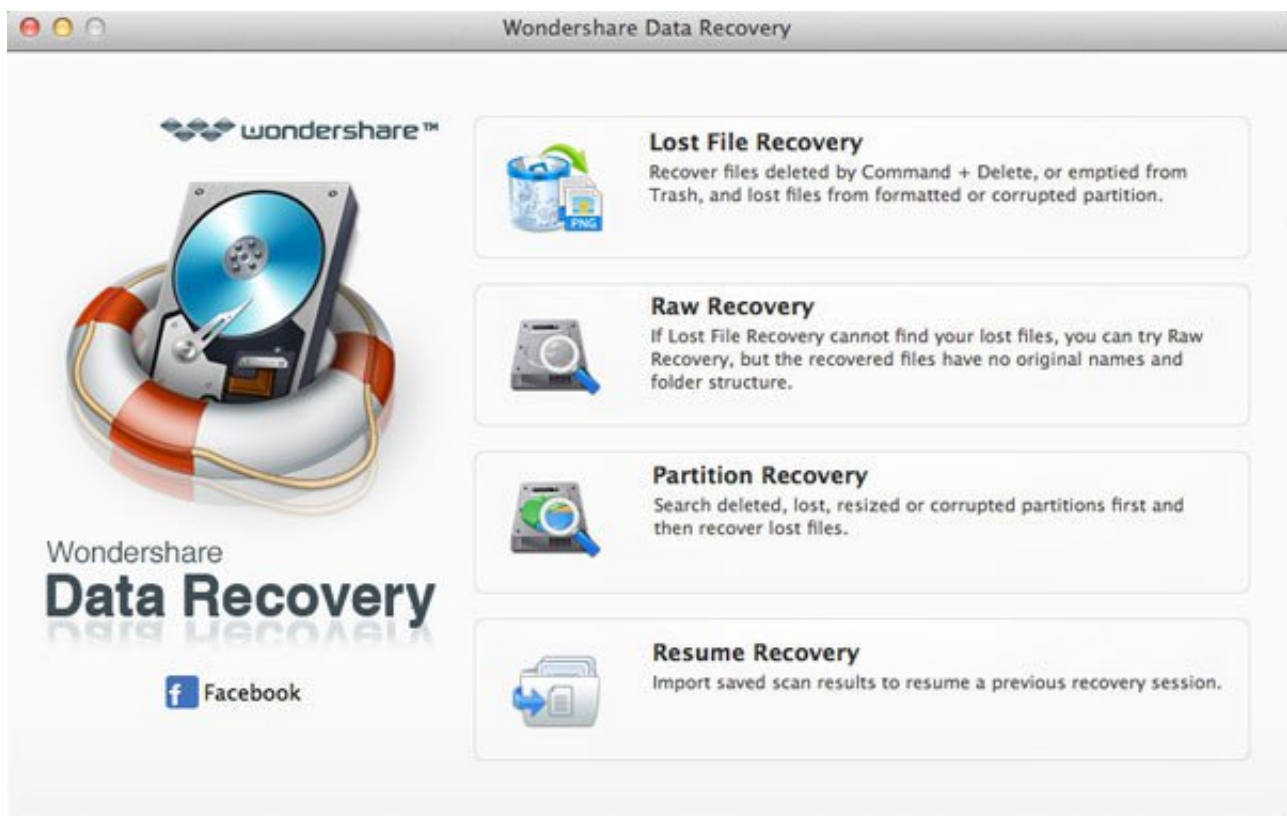 Wondershare Data Recovery
wondershare™
Wondershare
Data Recovery
Facebook
Lost File Recovery
Recover files deleted by Command + Delete, or emptied from
Trash, and lost files from formatted or corrupted partition.
PNG
Raw Recovery
If Lost File Recovery cannot find your lost files, you can try Raw
Recovery, but the recovered files have no original names and
folder structure.
Partition Recovery
Search deleted, lost, resized or corrupted partitions first and
then recover lost files.
Resume Recovery
Import saved scan results to resume a previous recovery session.